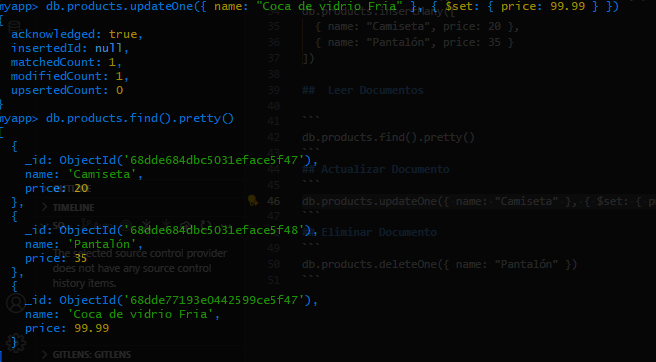 myapp> db.products.updateOne({ name: "Coca de vidrio Fria" }, { $set: { price: 99.99 } })
{
  acknowledged: true,
  insertedId: null,
  matchedCount: 1,
  modifiedCount: 1,
  upsertedCount: 0
}
myapp> db.products.find().pretty()
[
  {
    _id: ObjectId('68dde684dbc5031eface5f47'),
    name: 'Camiseta',
    price: 20
  },
  {
    _id: ObjectId('68dde684dbc5031eface5f48'),
    name: 'Pantalón',
    price: 35
  },
  {
    _id: ObjectId('68dde77193e0442599ce5f47'),
    name: 'Coca de vidrio Fria',
    price: 99.99
  }
TIMELINE
The selected source control provider
does not have any source control
history items.
GITLENS: GITLENS
db.products.insertMany([
35 { name: "Camiseta", price: 20 },
36 { name: "Pantalón", price: 35 }
37 ])
38
39 ## Leer Documentos
40
41 ```
42 db.products.find().pretty()
43 ```
44 ## Actualizar Documento
45 ```
46 db.products.updateOne({ name: "Camiseta" }, { $set: { p
47 ```
48 ## Eliminar Documento
49 ```
50 db.products.deleteOne({ name: "Pantalón" })
51 ```